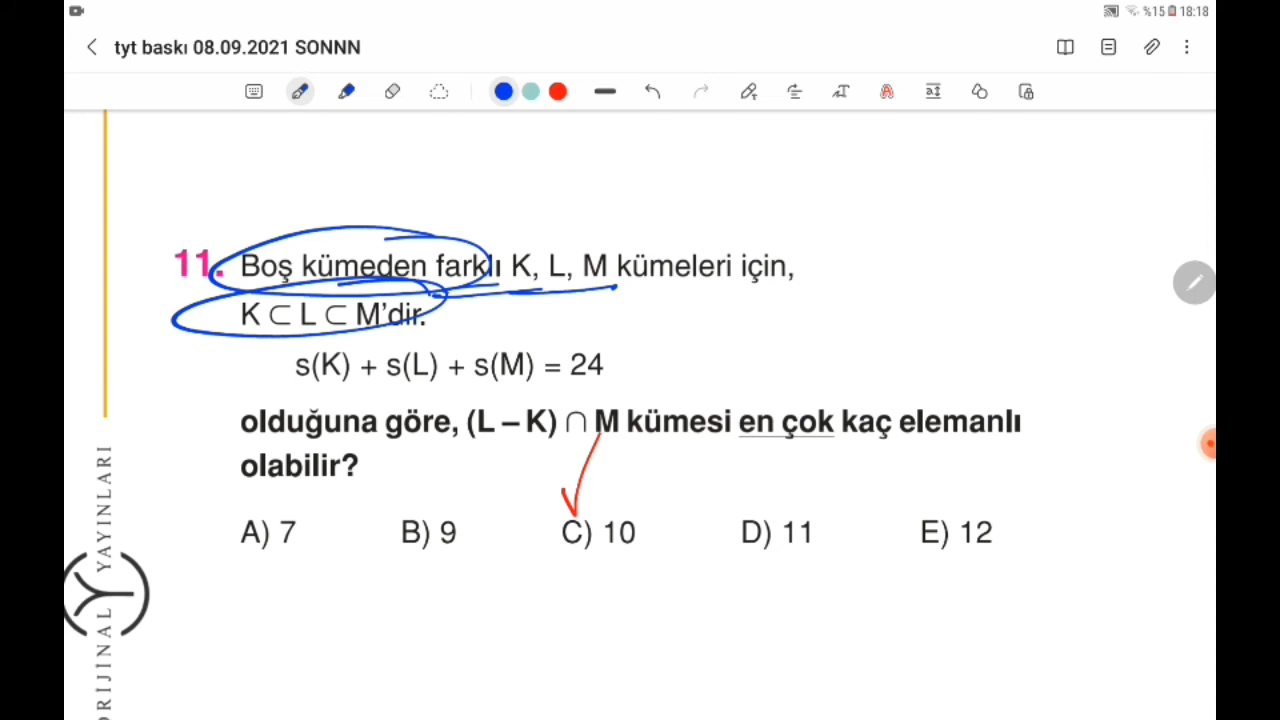 %15 18:18
tyt baskı 08.09.2021 SONNN
11. Boş kümeden farklı K, L, M kümeleri için,
K ⊂ L ⊂ M’dir.
s(K) + s(L) + s(M) = 24
olduğuna göre, (L – K) ∩ M kümesi en çok kaç elemanlı
olabilir?
A) 7 B) 9 C) 10 D) 11 E) 12
ORİJİNAL YAYINLARI